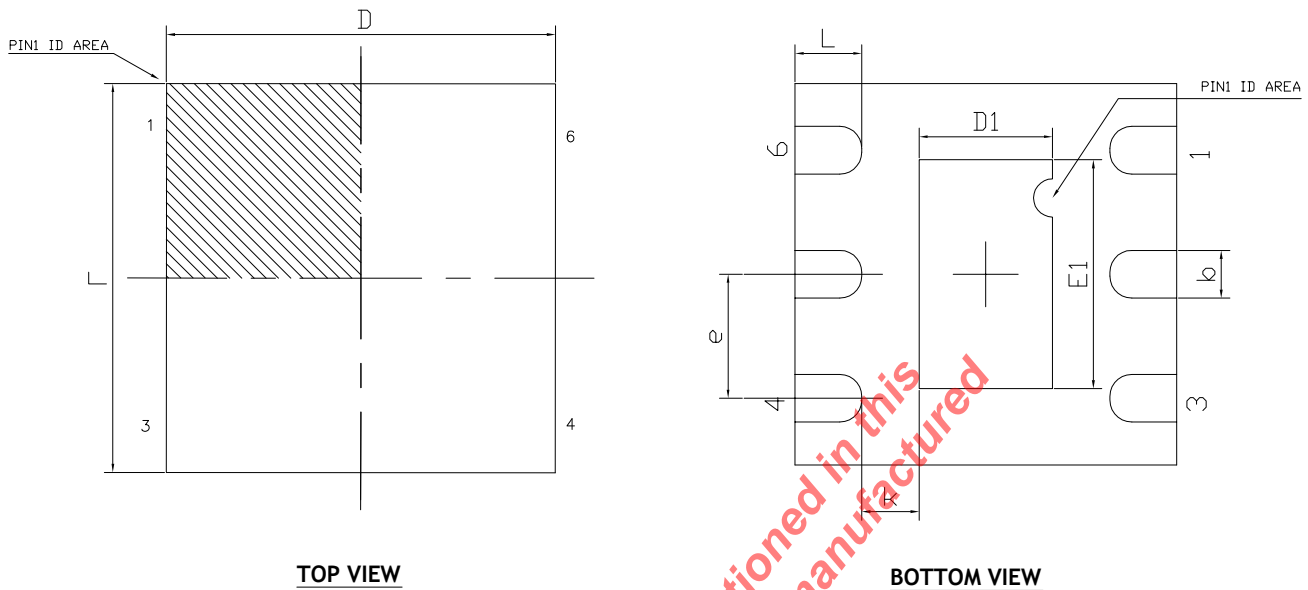 D
PIN1 ID AREA
1
6
3
4
TOP VIEW
L
PIN1 ID AREA
D1
6
1
E1
b
e
4
3
tioned in this
manufactured
BOTTOM VIEW